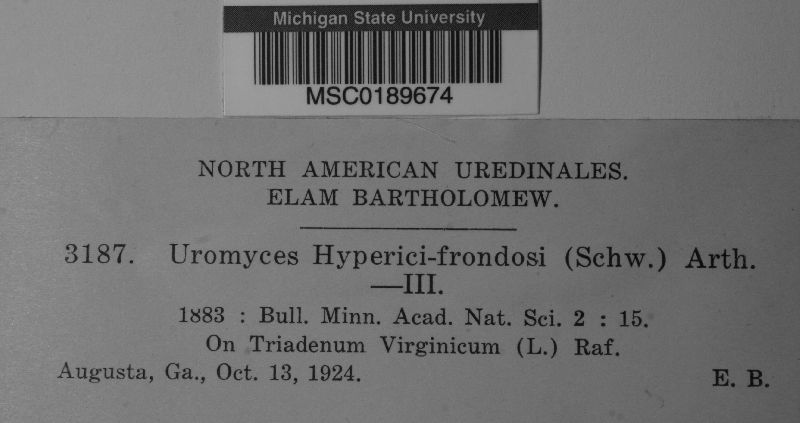 Michigan State University
MSC0189674
NORTH AMERICAN UREDINALES.
ELAM BARTHOLOMEW.
3187. Uromyces Hyperici-frondosi (Schw.) Arth.
—III.
1883 : Bull. Minn. Acad. Nat. Sci. 2 : 15.
On Triadenum Virginicum (L.) Raf.
Augusta, Ga., Oct. 13, 1924. E. B.